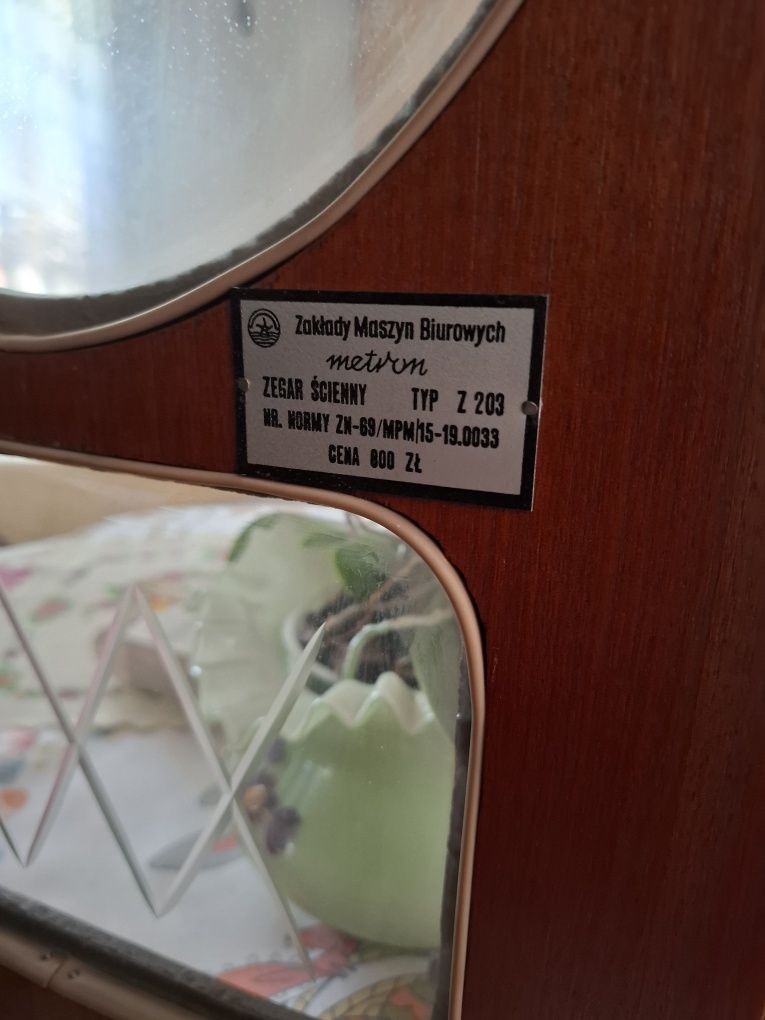 Zakłady Maszyn Biurowych
metron
ZEGAR ŚCIENNY TYP Z 203
NR. NORMY ZN-69/MPM/15-19.0033
CENA 800 ZŁ